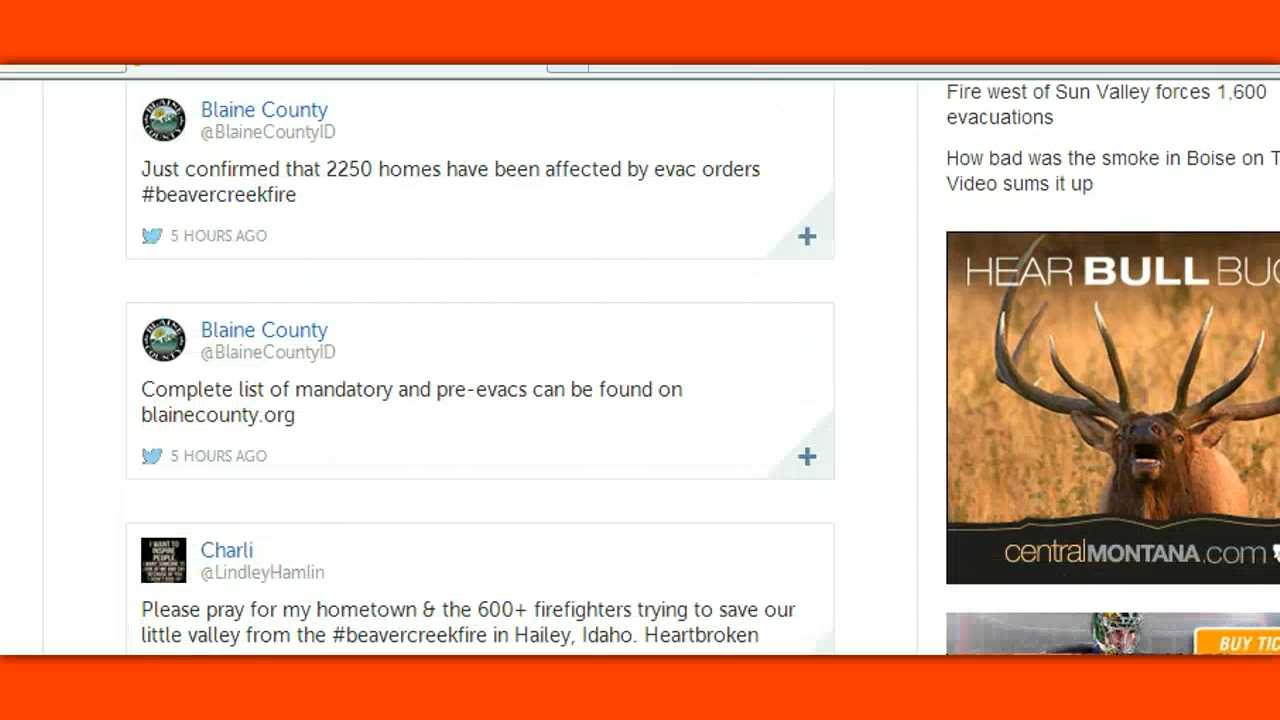 Blaine County
@BlaineCountyID
Just confirmed that 2250 homes have been affected by evac orders
#beavercreekfire
5 HOURS AGO
+
Blaine County
@BlaineCountyID
Complete list of mandatory and pre-evacs can be found on
blainecounty.org
5 HOURS AGO
+
Charli
@LindleyHamlin
Please pray for my hometown & the 600+ firefighters trying to save our
little valley from the #beavercreekfire in Hailey, Idaho. Heartbroken
Fire west of Sun Valley forces 1,600
evacuations
How bad was the smoke in Boise on
Video sums it up
HEAR BULL
centralMONTANA.com
BUY